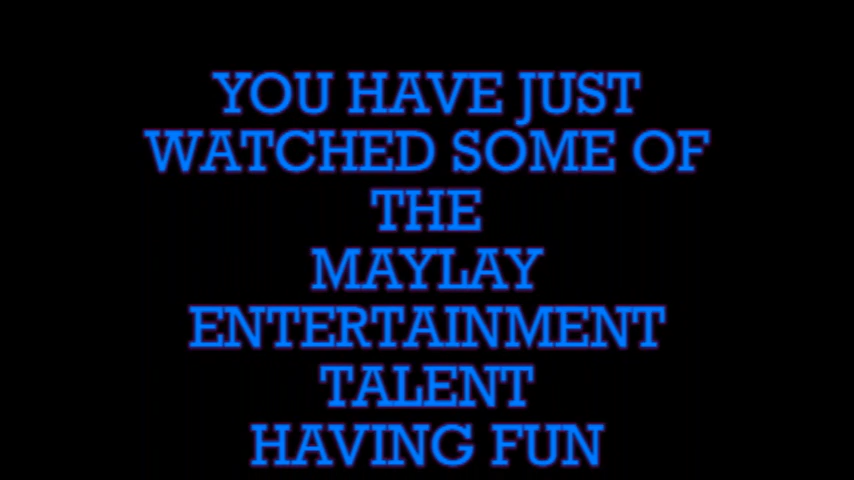 YOU HAVE JUST
WATCHED SOME OF
THE
MAYLAY
ENTERTAINMENT
TALENT
HAVING FUN